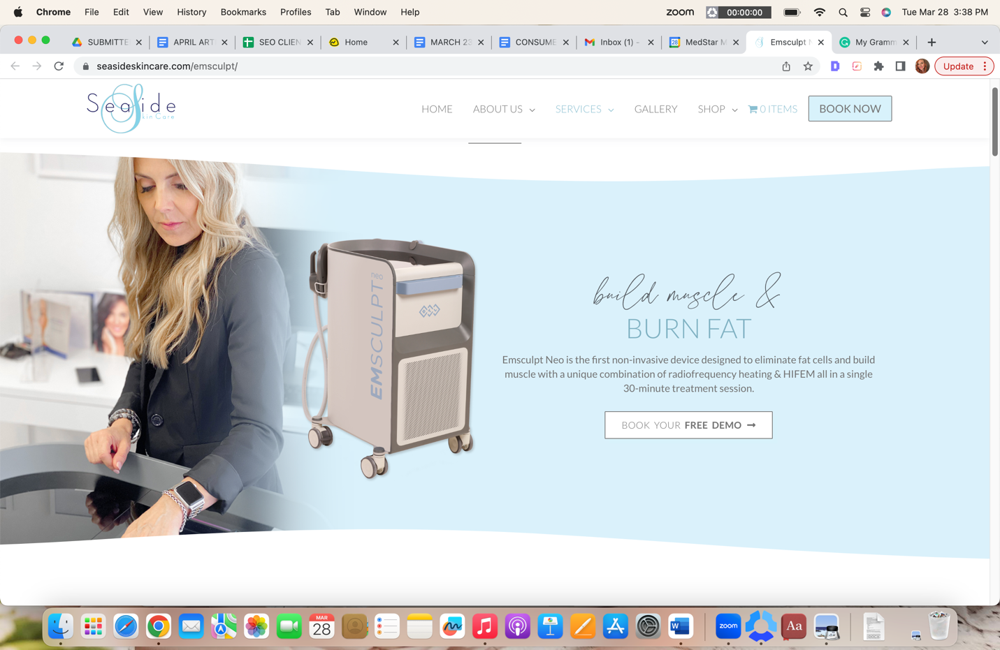 Chrome File Edit View History Bookmarks Profiles Tab Window Help zoom 00:00:00 Tue Mar 28 3:38 PM
SUBMITTE APRIL ART SEO CLIEN Home MARCH 23 CONSUME Inbox (1) - MedStar M Emsculpt N My Gramm
seasideskincare.com/emsculpt/ Update
Seaside
Skin Care
HOME ABOUT US SERVICES GALLERY SHOP 0 ITEMS BOOK NOW
EMSCULPT neo
build muscle &
BURN FAT
Emsculpt Neo is the first non-invasive device designed to eliminate fat cells and build
muscle with a unique combination of radiofrequency heating & HIFEM all in a single
30-minute treatment session.
BOOK YOUR FREE DEMO →
MAR
28
W
zoom
Aa